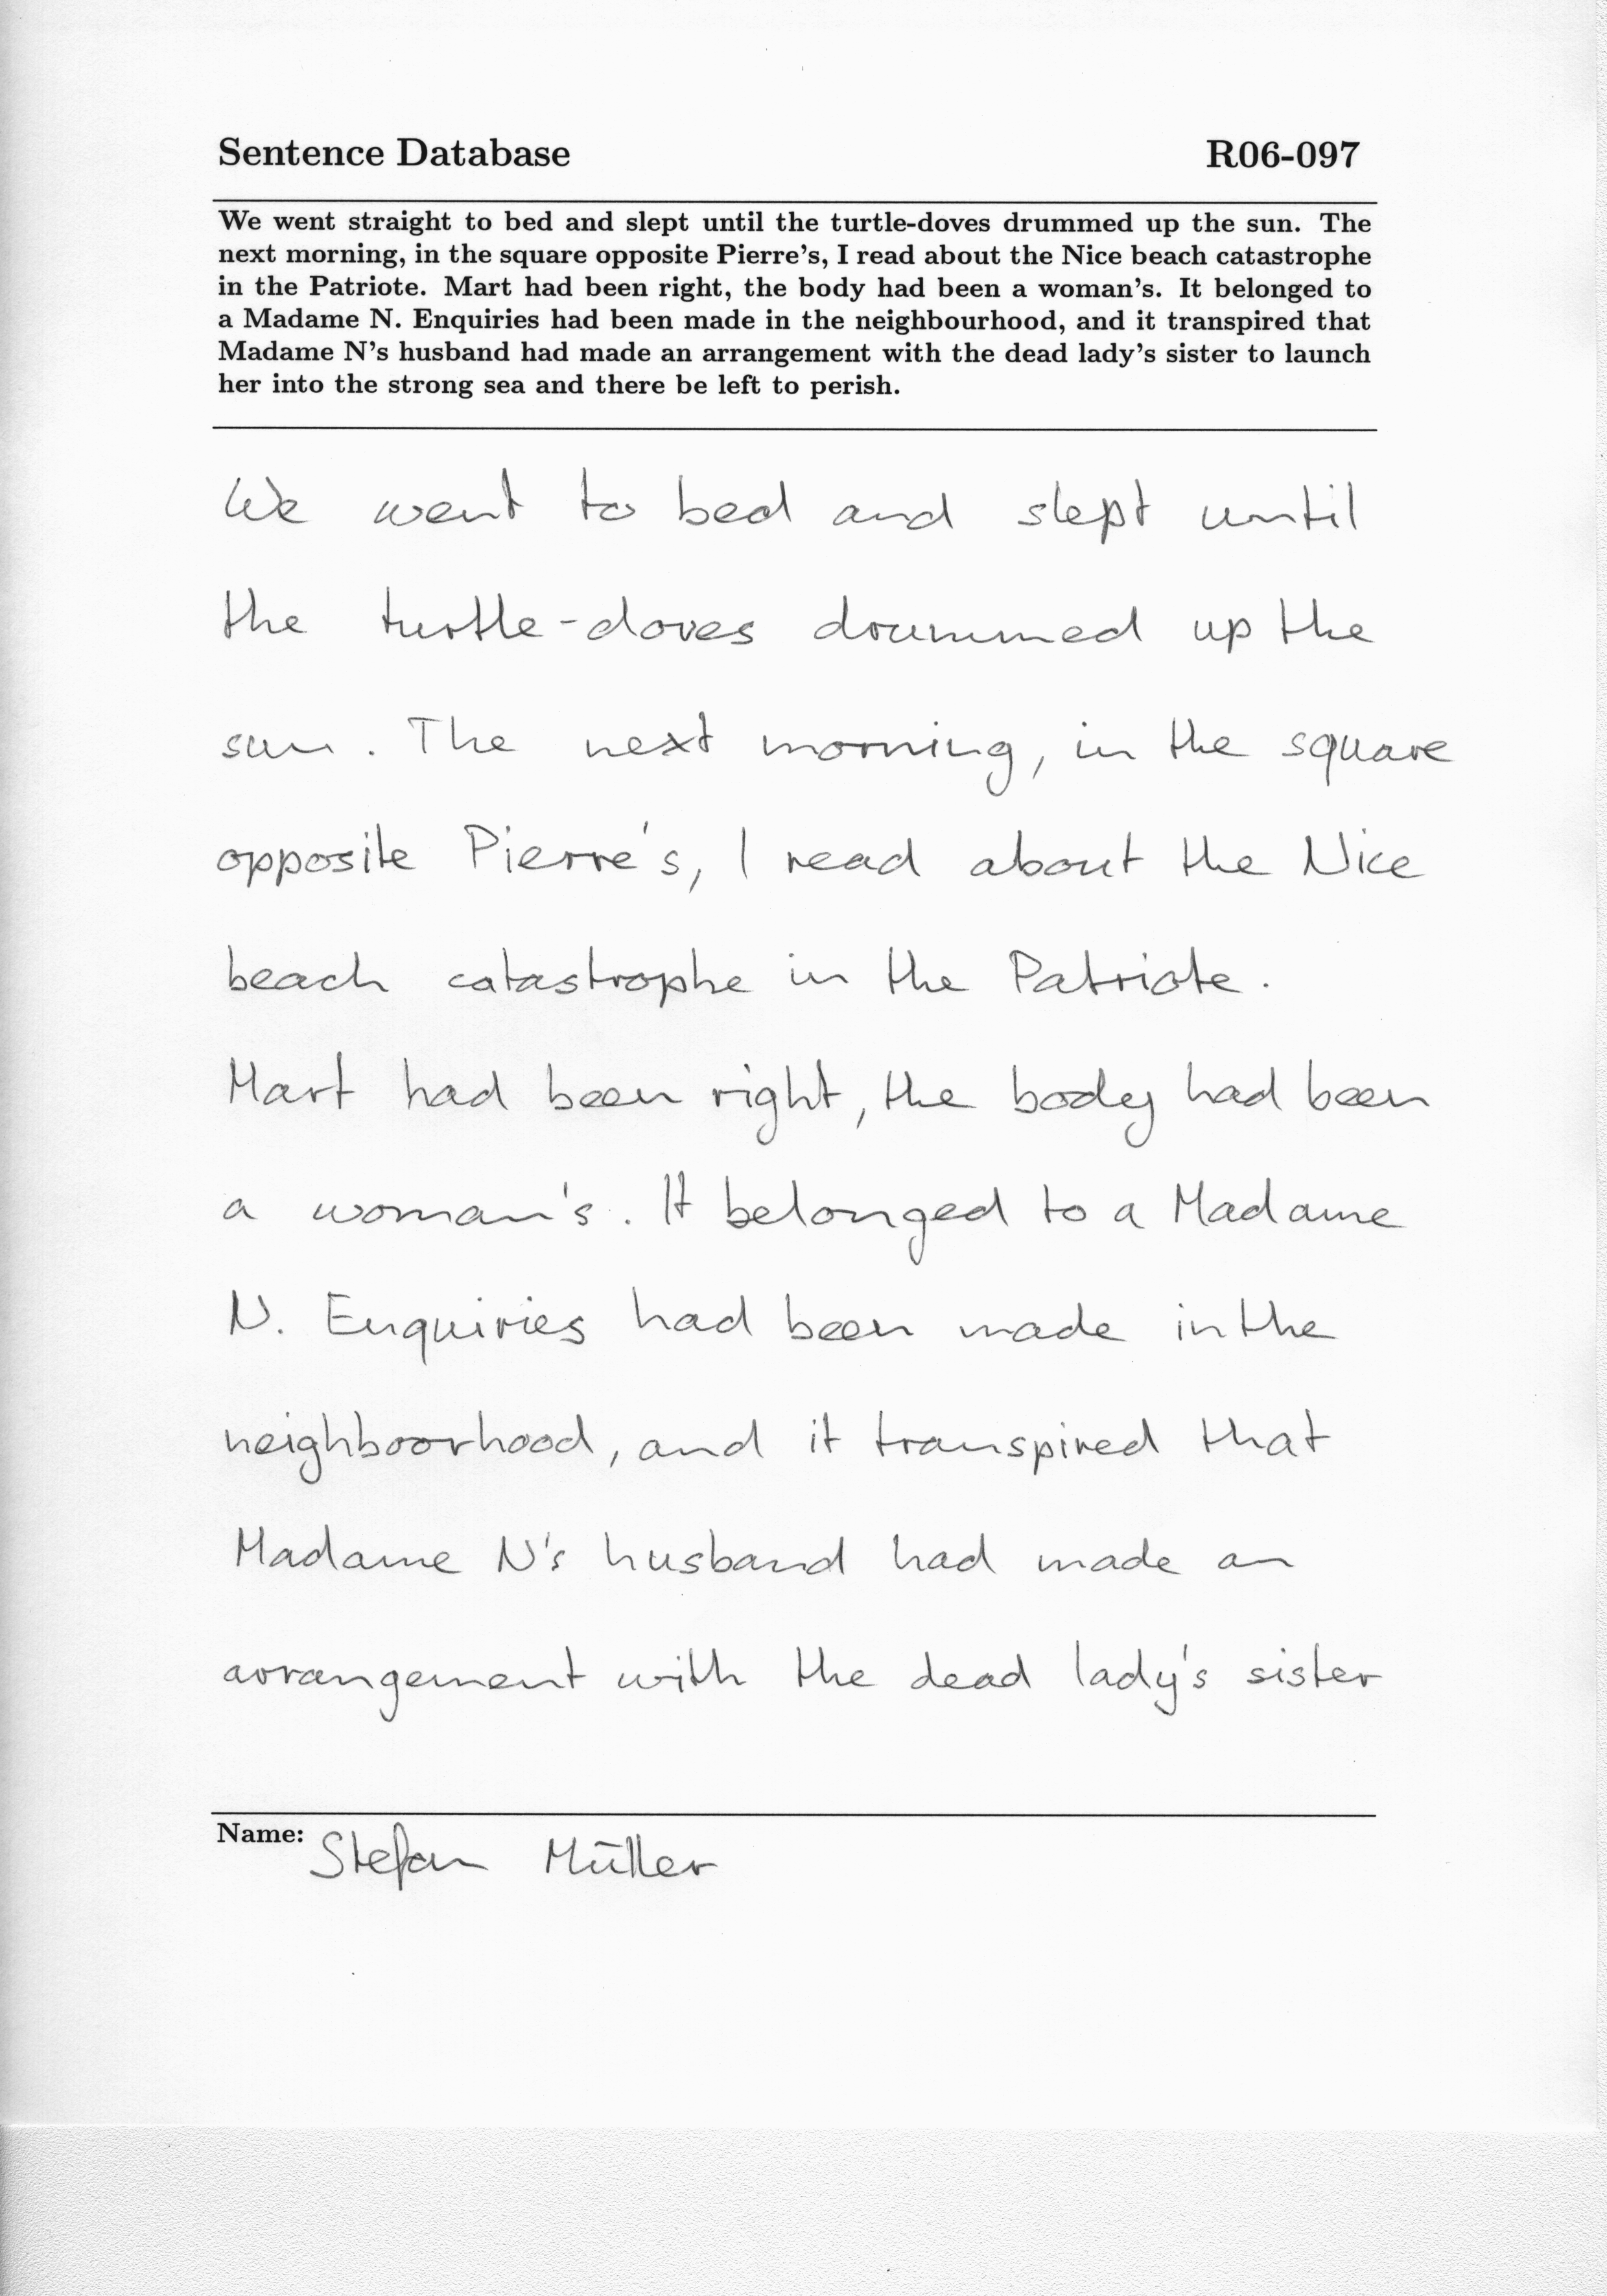 Sentence Database R06-097
We went straight to bed and slept until the turtle-doves drummed up the sun. The
next morning, in the square opposite Pierre's, I read about the Nice beach catastrophe
in the Patriote. Mart had been right, the body had been a woman's. It belonged to
a Madame N. Enquiries had been made in the neighbourhood, and it transpired that
Madame N's husband had made an arrangement with the dead lady's sister to launch
her into the strong sea and there be left to perish.
We went to bed and slept until
the turtle-doves drummed up the
sun. The next morning, in the square
opposite Pierre's, I read about the Nice
beach catastrophe in the Patriote.
Mart had been right, the body had been
a woman's. It belonged to a Madame
N. Enquiries had been made in the
neighboorhood, and it transpired that
Madame N's husband had made an
arrangement with the dead lady's sister
Name: Stefan Müller